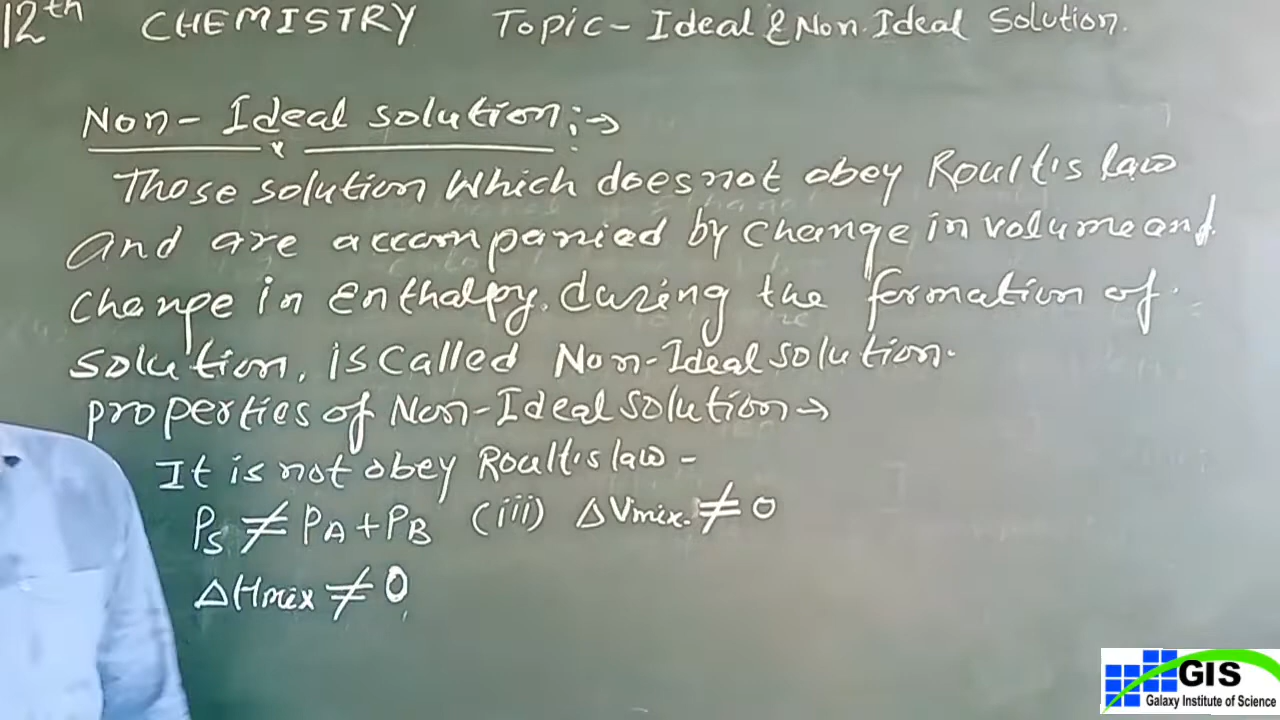 12th CHEMISTRY Topic- Ideal & Non-Ideal Solution.
Non-Ideal solution:→
Those solution which does not obey Roult's law
and are accompanied by change in volume and
change in Enthalpy. during the formation of
solution, is called Non-Ideal solution.
properties of Non-Ideal solution→
It is not obey Roult's law -
Ps ≠ PA + PB (iii) ΔVmix. ≠ 0
ΔHmix ≠ 0
GIS
Galaxy Institute of Science